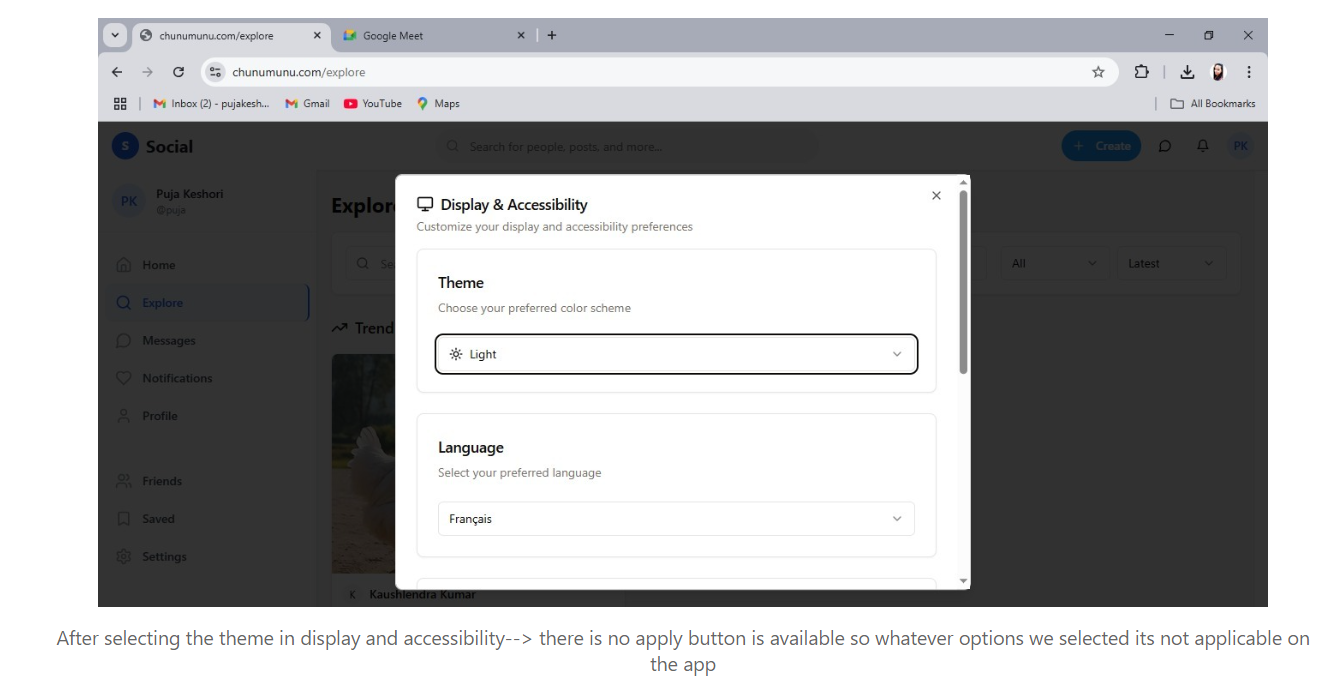 chunumunu.com/explore
Google Meet
chunumunu.com/explore
Inbox (2) - pujakesh...
Gmail
YouTube
Maps
All Bookmarks
S
Social
Search for people, posts, and more...
+ Create
PK
PK
Puja Keshori
@puja
Home
Explore
Messages
Notifications
Profile
Friends
Saved
Settings
Explor
Sea
All
Latest
Trend
K
Kaushlendra Kumar
Display & Accessibility
Customize your display and accessibility preferences
Theme
Choose your preferred color scheme
Light
Language
Select your preferred language
Français
After selecting the theme in display and accessibility--> there is no apply button is available so whatever options we selected its not applicable on
the app